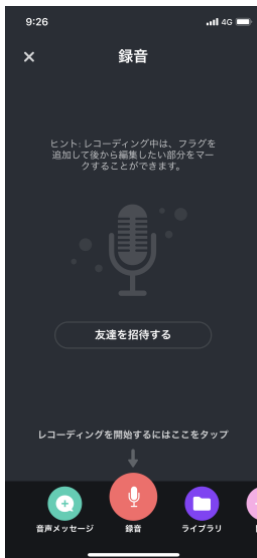 9:26
4G
×
録音
ヒント: レコーディング中は、フラグを
追加して後から編集したい部分をマー
クすることができます。
友達を招待する
レコーディングを開始するにはここをタップ
音声メッセージ
録音
ライブラリ